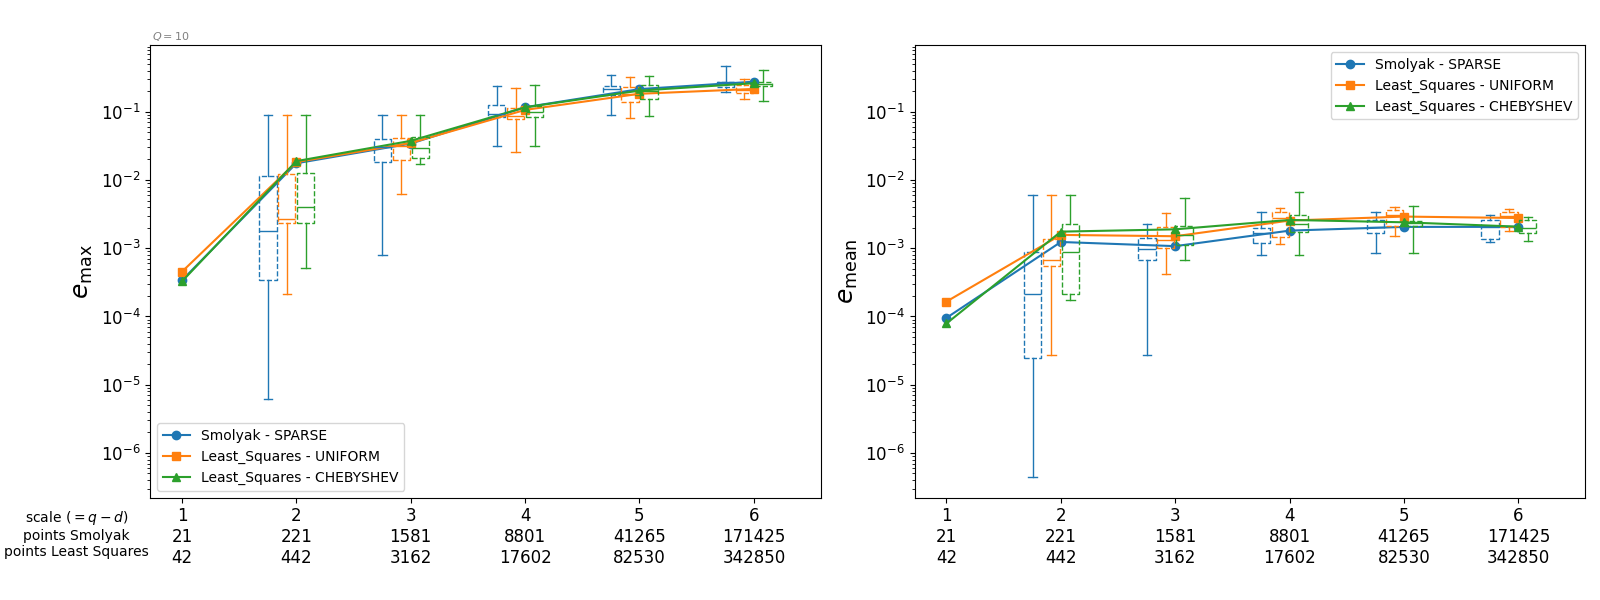 Q = 10
10⁻¹
10⁻²
10⁻³
10⁻⁴
10⁻⁵
10⁻⁶
e_max
Smolyak - SPARSE
Least_Squares - UNIFORM
Least_Squares - CHEBYSHEV
scale (= q − d) 1 2 3 4 5 6
points Smolyak 21 221 1581 8801 41265 171425
points Least Squares 42 442 3162 17602 82530 342850
10⁻¹
10⁻²
10⁻³
10⁻⁴
10⁻⁵
10⁻⁶
e_mean
Smolyak - SPARSE
Least_Squares - UNIFORM
Least_Squares - CHEBYSHEV
1 2 3 4 5 6
21 221 1581 8801 41265 171425
42 442 3162 17602 82530 342850